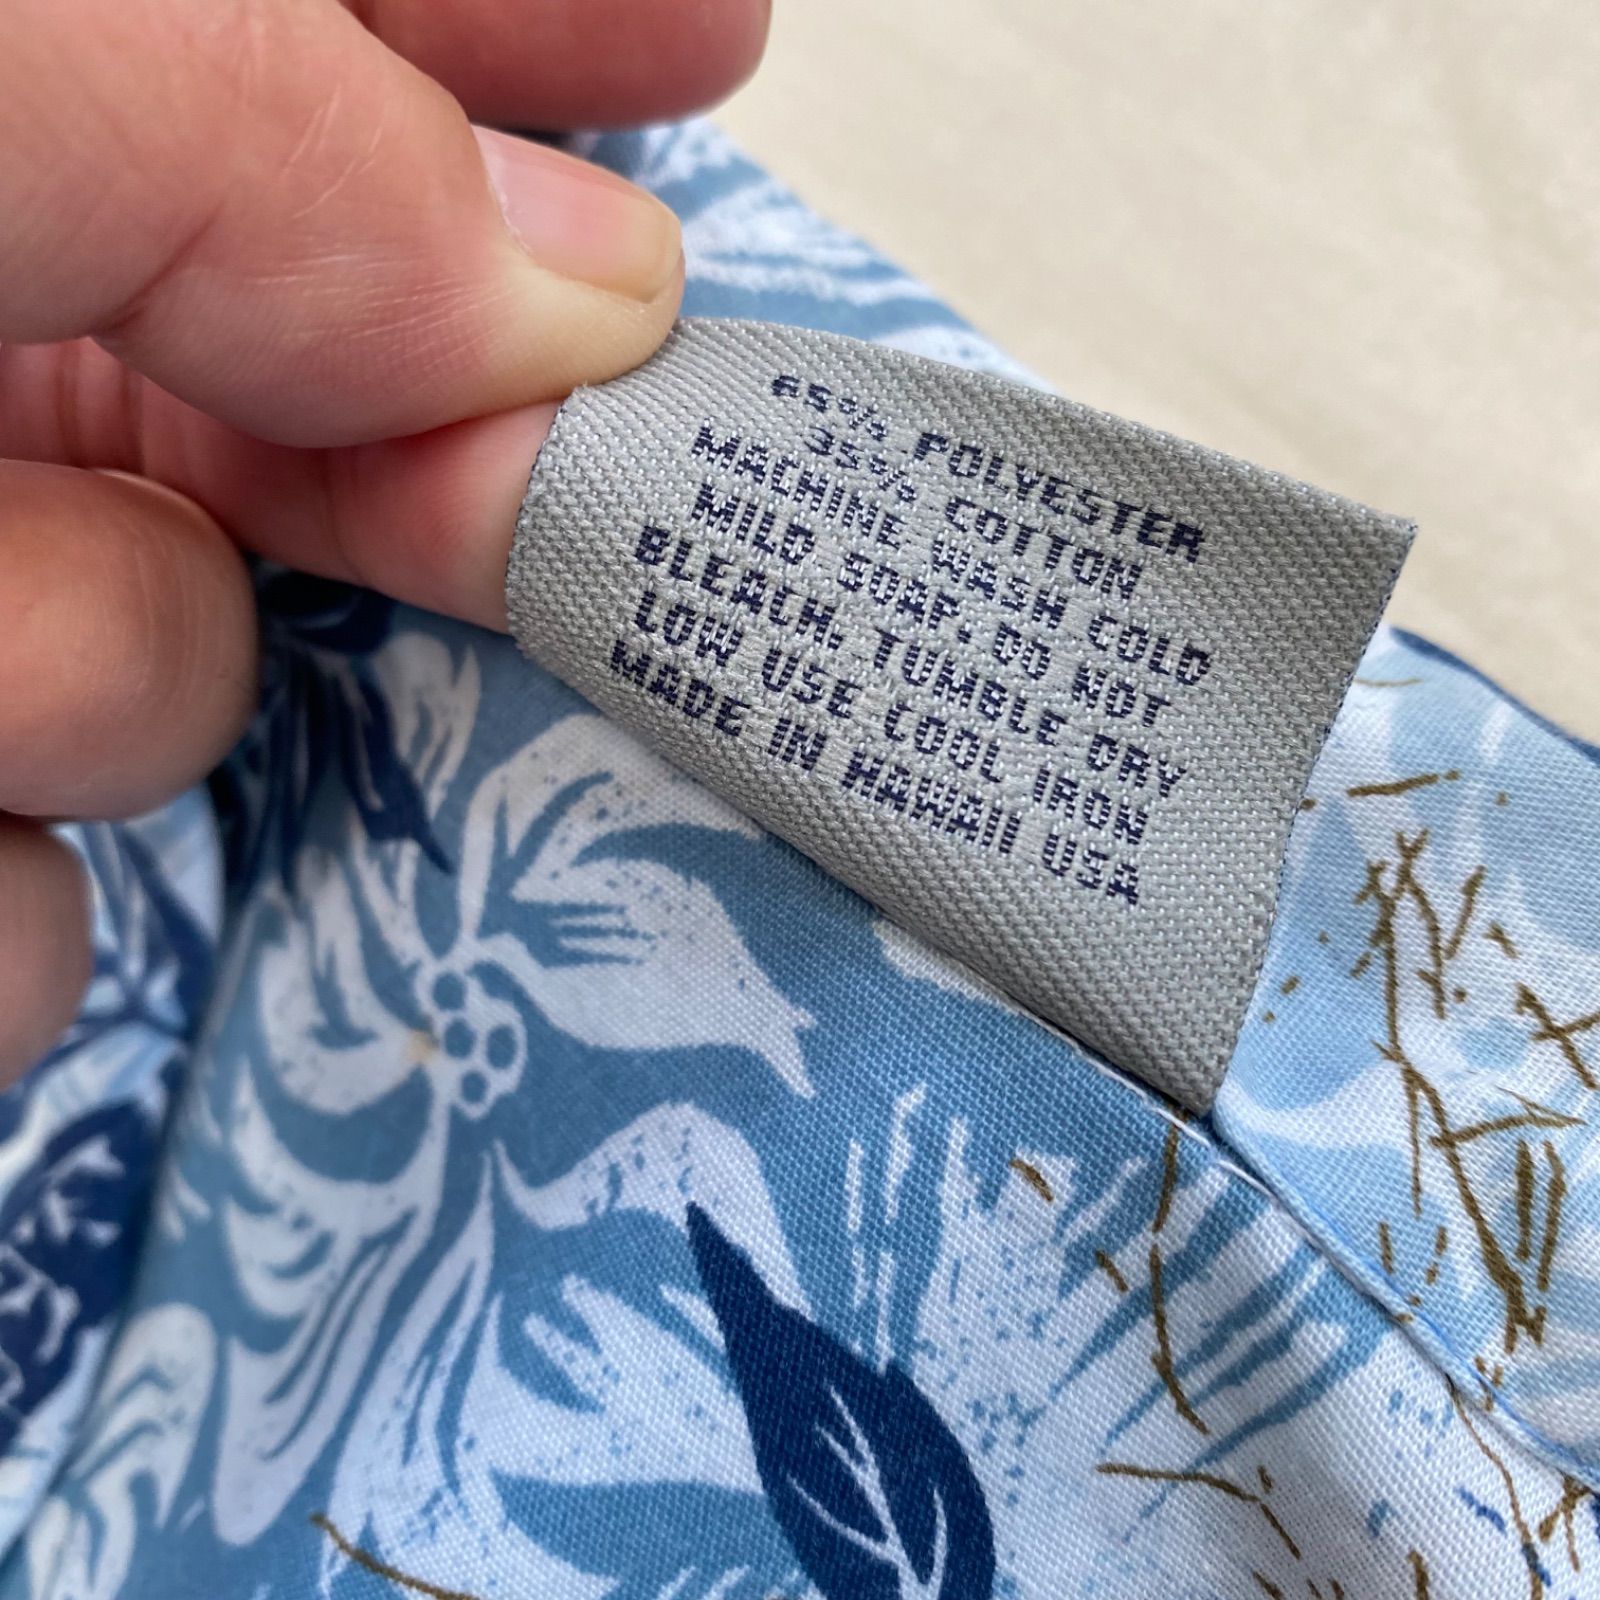 65% POLYESTER
35% COTTON
MACHINE WASH COLD
MILD SOAP. DO NOT
BLEACH. TUMBLE DRY
LOW USE COOL IRON
MADE IN HAWAII USA